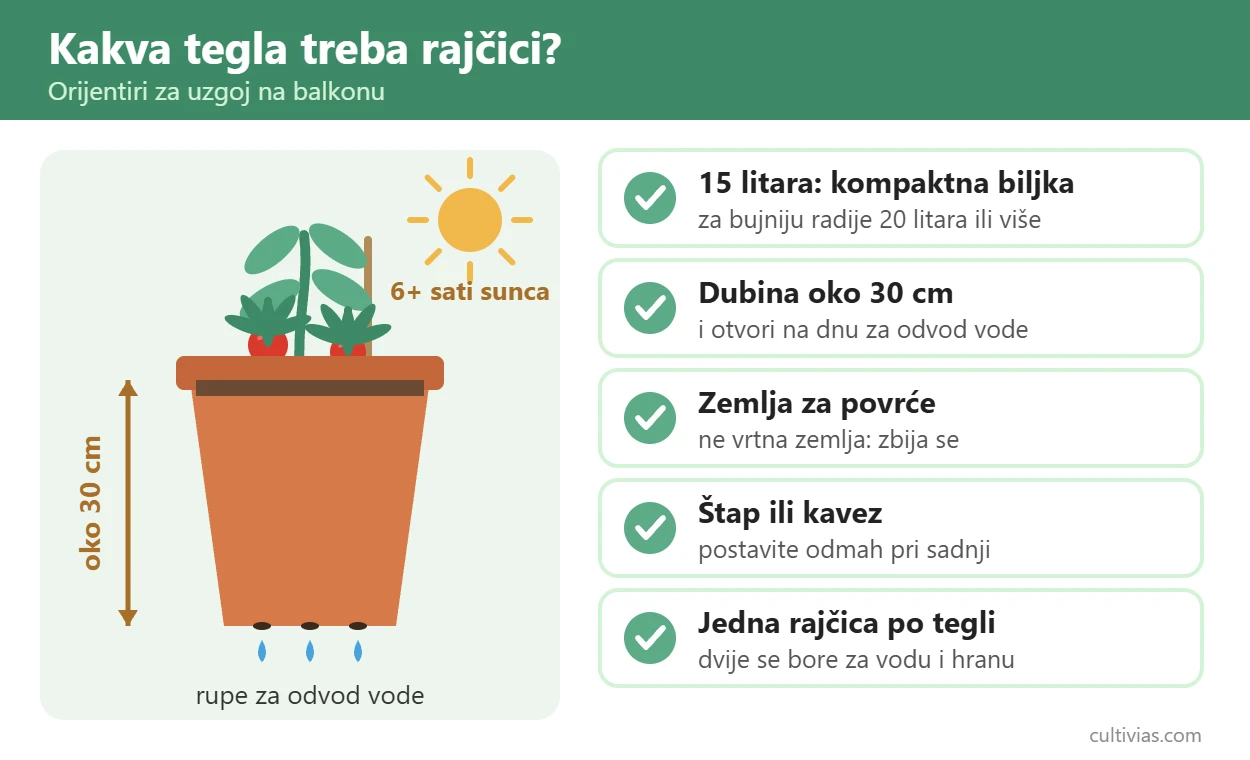 Kakva tegla treba rajčici?
Orijentiri za uzgoj na balkonu
6+ sati sunca
oko 30 cm
rupe za odvod vode
15 litara: kompaktna biljka
za bujniju radije 20 litara ili više
Dubina oko 30 cm
i otvori na dnu za odvod vode
Zemlja za povrće
ne vrtna zemlja: zbija se
Štap ili kavez
postavite odmah pri sadnji
Jedna rajčica po tegli
dvije se bore za vodu i hranu
cultivias.com